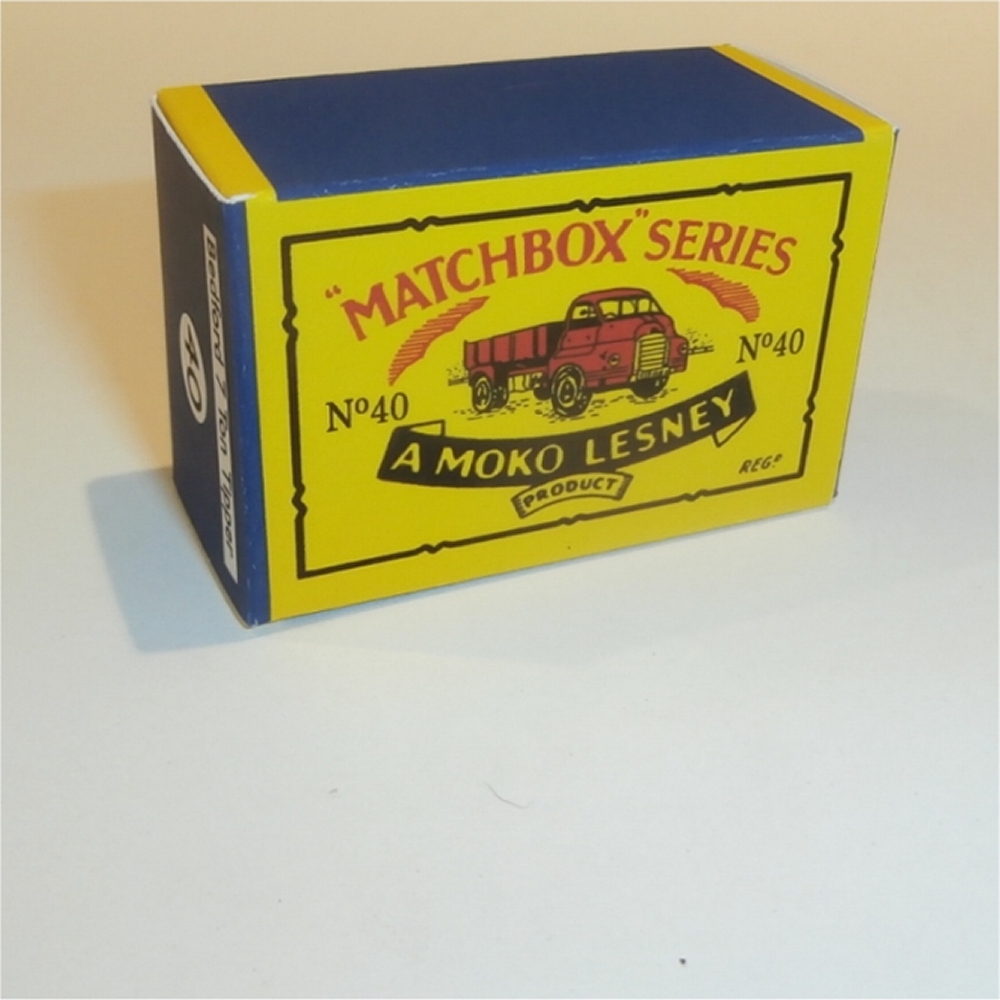 "MATCHBOX" SERIES
Nº40
Nº40
A MOKO LESNEY
PRODUCT
REGD
Bedford 7 Ton Tipper
40